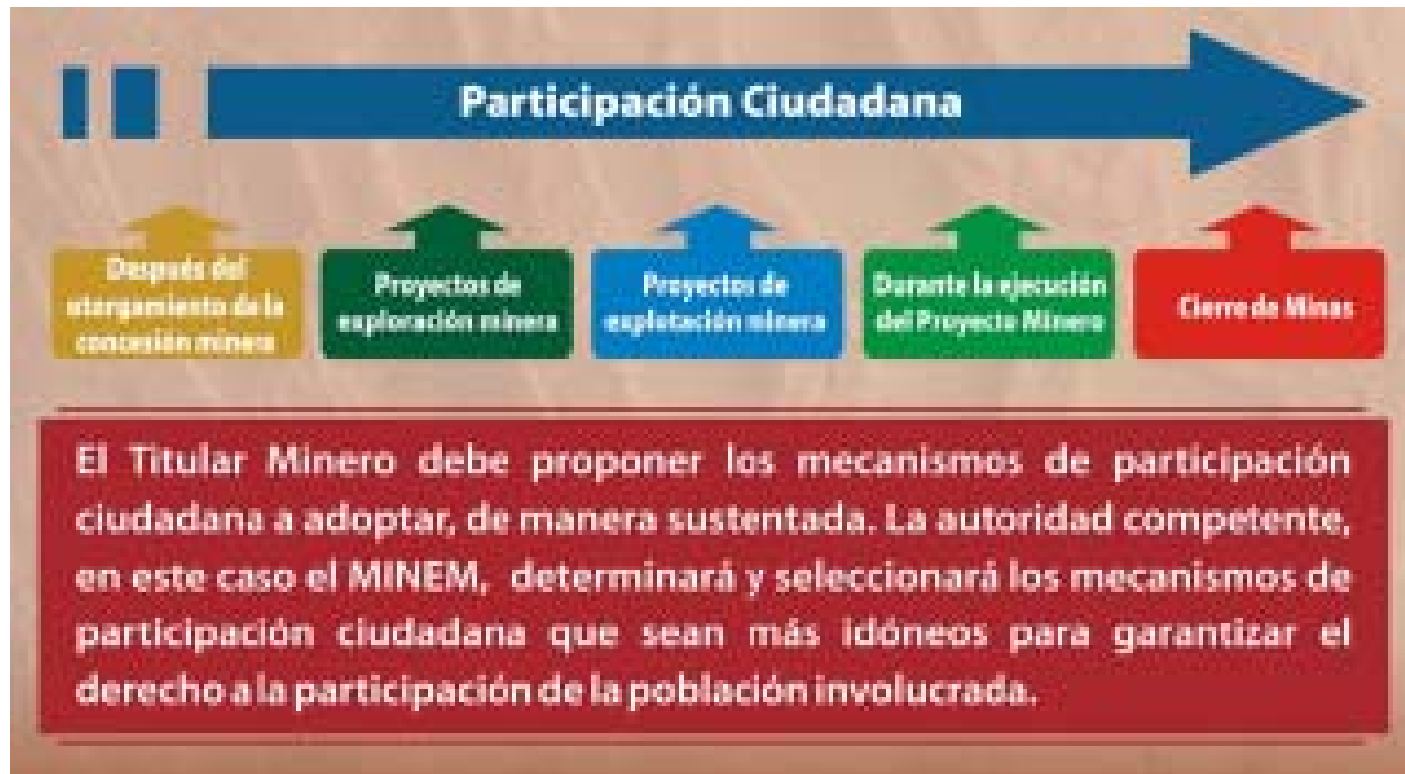 Participación Ciudadana
Después del
otorgamiento de la
concesión minera
Proyectos de
exploración minera
Proyectos de
explotación minera
Durante la ejecución
del Proyecto Minero
Cierre de Minas
El Titular Minero debe proponer los mecanismos de participación
ciudadana a adoptar, de manera sustentada. La autoridad competente,
en este caso el MINEM, determinará y seleccionará los mecanismos de
participación ciudadana que sean más idóneos para garantizar el
derecho a la participación de la población involucrada.